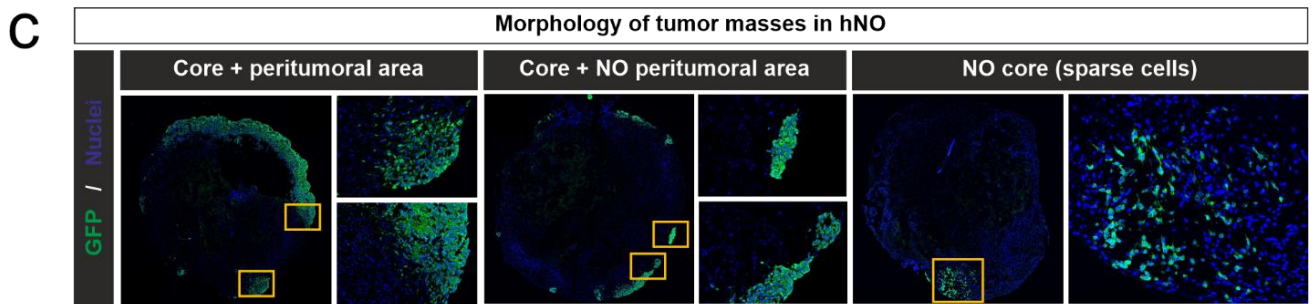 C
Morphology of tumor masses in hNO
Core + peritumoral area
Core + NO peritumoral area
NO core (sparse cells)
GFP / Nuclei